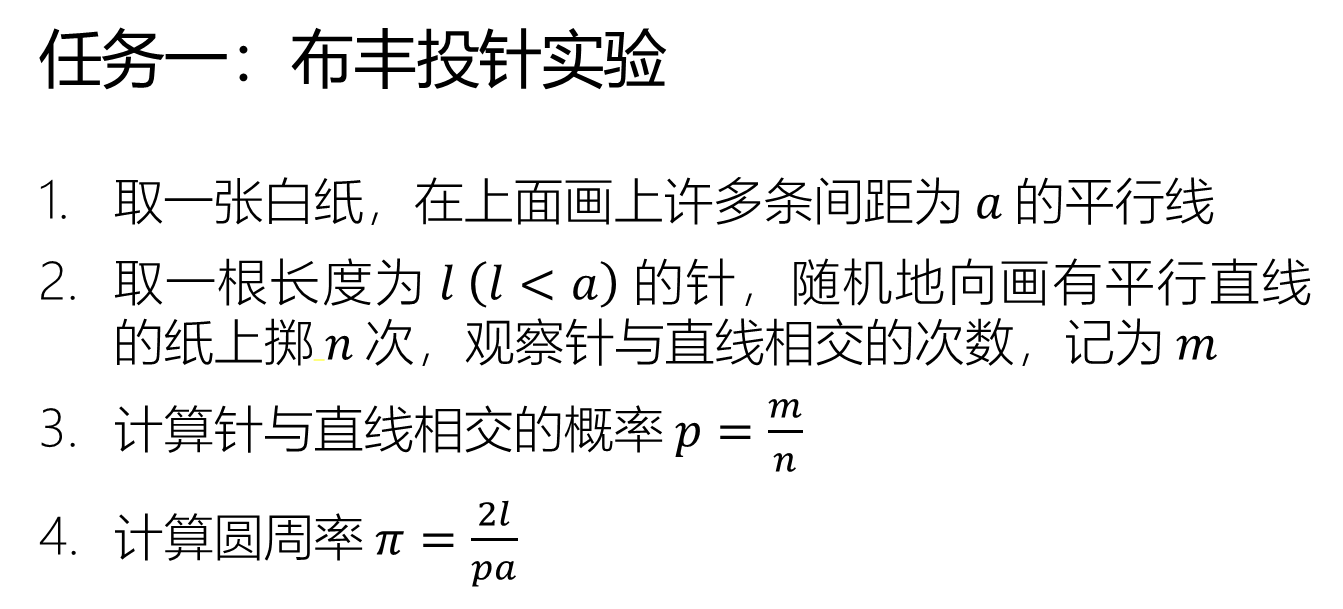 任务一：布丰投针实验
1. 取一张白纸，在上面画上许多条间距为 a 的平行线
2. 取一根长度为 l (l < a) 的针，随机地向画有平行直线
的纸上掷 n 次，观察针与直线相交的次数，记为 m
3. 计算针与直线相交的概率 p = m/n
4. 计算圆周率 π = 2l/pa